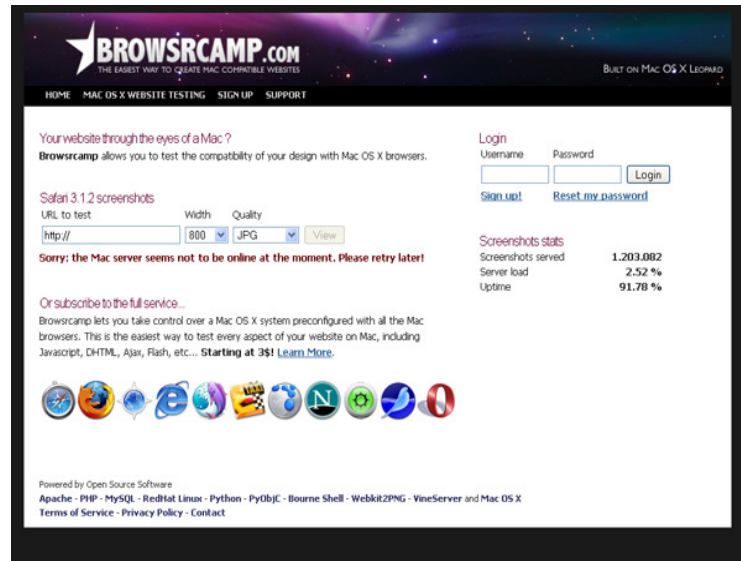 BROWSRCAMP.COM
THE EASIEST WAY TO CREATE MAC COMPATIBLE WEBSITES
BUILT ON MAC OS X LEOPARD
HOME MAC OS X WEBSITE TESTING SIGN UP SUPPORT
Your website through the eyes of a Mac ?
Browsrcamp allows you to test the compatibility of your design with Mac OS X browsers.
Safari 3.1.2 screenshots
URL to test Width Quality
http:// 800 JPG View
Sorry: the Mac server seems not to be online at the moment. Please retry later!
Or subscribe to the full service...
Browsrcamp lets you take control over a Mac OS X system preconfigured with all the Mac
browsers. This is the easiest way to test every aspect of your website on Mac, including
Javascript, DHTML, Ajax, Flash, etc... Starting at 3$! Learn More.
Login
Username Password
Login
Sign up! Reset my password
Screenshots stats
Screenshots served 1.203.082
Server load 2.52 %
Uptime 91.78 %
N
Powered by Open Source Software
Apache - PHP - MySQL - RedHat Linux - Python - PyObjC - Bourne Shell - Webkit2PNG - VineServer and Mac OS X
Terms of Service - Privacy Policy - Contact